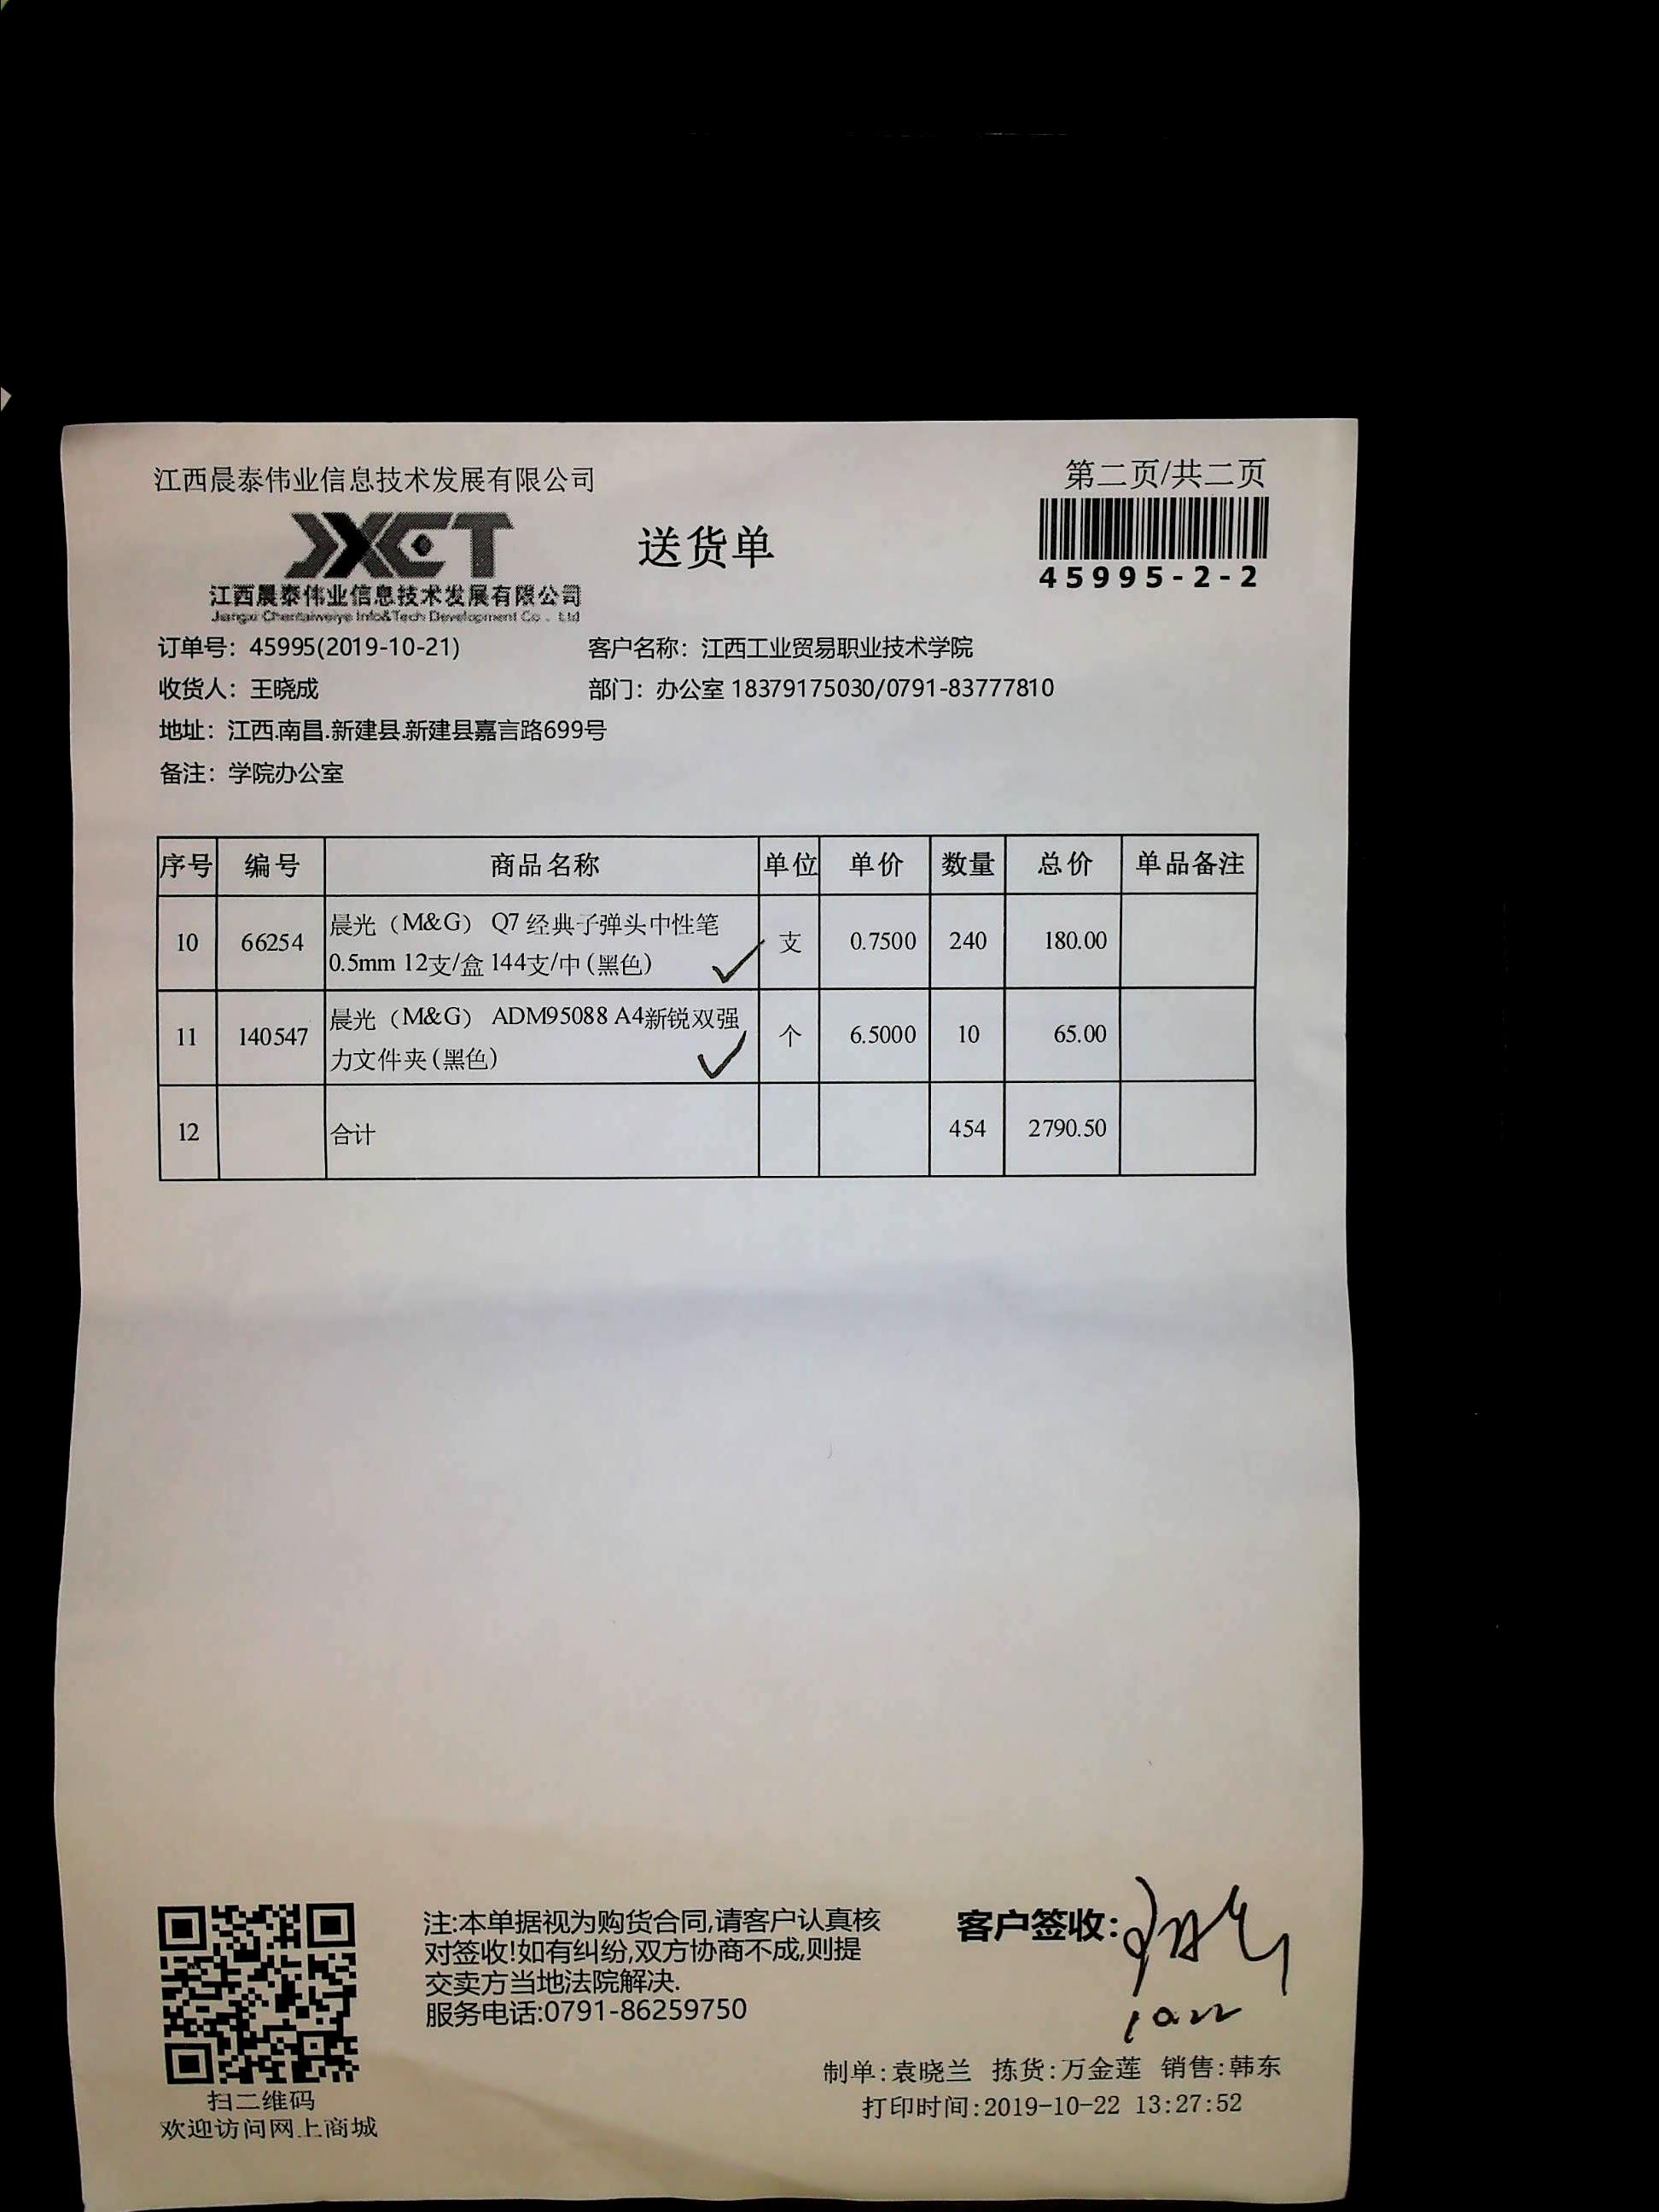 江西晨泰伟业信息技术发展有限公司
第二页/共二页
JXCT
送货单
45995-2-2
江西晨泰伟业信息技术发展有限公司
Jiangxi Chentaiweiye Info&Tech Development Co., Ltd
订单号：45995(2019-10-21) 客户名称：江西工业贸易职业技术学院
收货人：王晓成 部门：办公室 18379175030/0791-83777810
地址：江西.南昌.新建县.新建县嘉言路699号
备注：学院办公室
序号 编号 商品名称 单位 单价 数量 总价 单品备注
10 66254 晨光（M&G） Q7 经典子弹头中性笔 支 0.7500 240 180.00
0.5mm 12支/盒 144支/中(黑色)
11 140547 晨光（M&G） ADM95088 A4新锐双强 个 6.5000 10 65.00
力文件夹(黑色)
12 合计 454 2790.50
注:本单据视为购货合同,请客户认真核
对签收!如有纠纷,双方协商不成,则提
交卖方当地法院解决.
服务电话:0791-86259750
客户签收:
10.22
扫二维码
欢迎访问网上商城
制单:袁晓兰 拣货:万金莲 销售:韩东
打印时间:2019-10-22 13:27:52